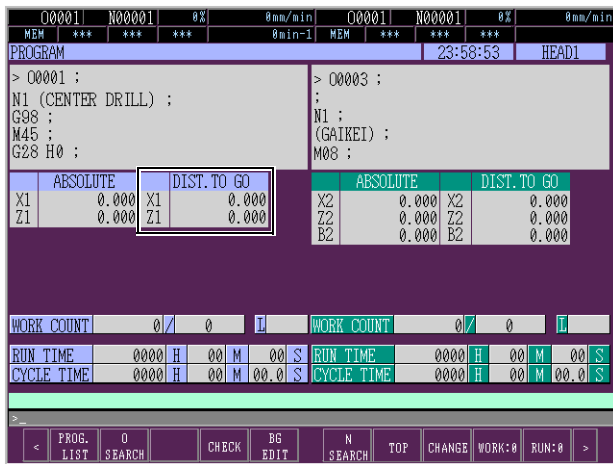 O0001 N00001 0% 0mm/min O0001 N00001 0% 0mm/min
MEM *** *** *** 0min-1 MEM *** *** ***
PROGRAM 23:58:53 HEAD1
> O0001 ;
N1 (CENTER DRILL) ;
G98 ;
M45 ;
G28 H0 ;
> O0003 ;
;
N1 ;
(GAIKEI) ;
M08 ;
ABSOLUTE DIST.TO GO
X1 0.000 X1 0.000
Z1 0.000 Z1 0.000
ABSOLUTE DIST.TO GO
X2 0.000 X2 0.000
Z2 0.000 Z2 0.000
B2 0.000 B2 0.000
WORK COUNT 0 / 0 L WORK COUNT 0 / 0 L
RUN TIME 0000 H 00 M 00 S RUN TIME 0000 H 00 M 00 S
CYCLE TIME 0000 H 00 M 00.0 S CYCLE TIME 0000 H 00 M 00.0 S
>_
< PROG. LIST O SEARCH CHECK BG EDIT N SEARCH TOP CHANGE WORK:0 RUN:0 >